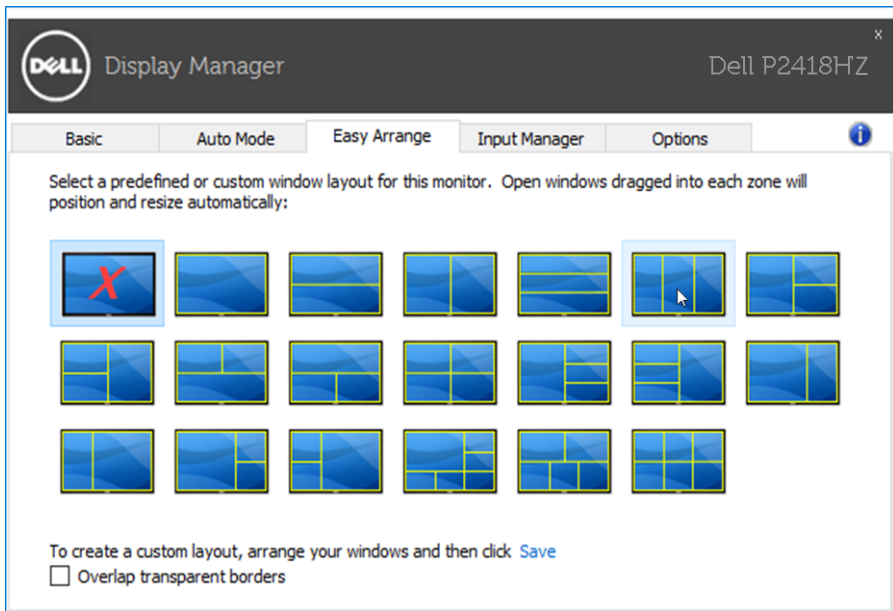 X
DELL Display Manager Dell P2418HZ
Basic Auto Mode Easy Arrange Input Manager Options
Select a predefined or custom window layout for this monitor. Open windows dragged into each zone will
position and resize automatically:
X
To create a custom layout, arrange your windows and then click Save
Overlap transparent borders